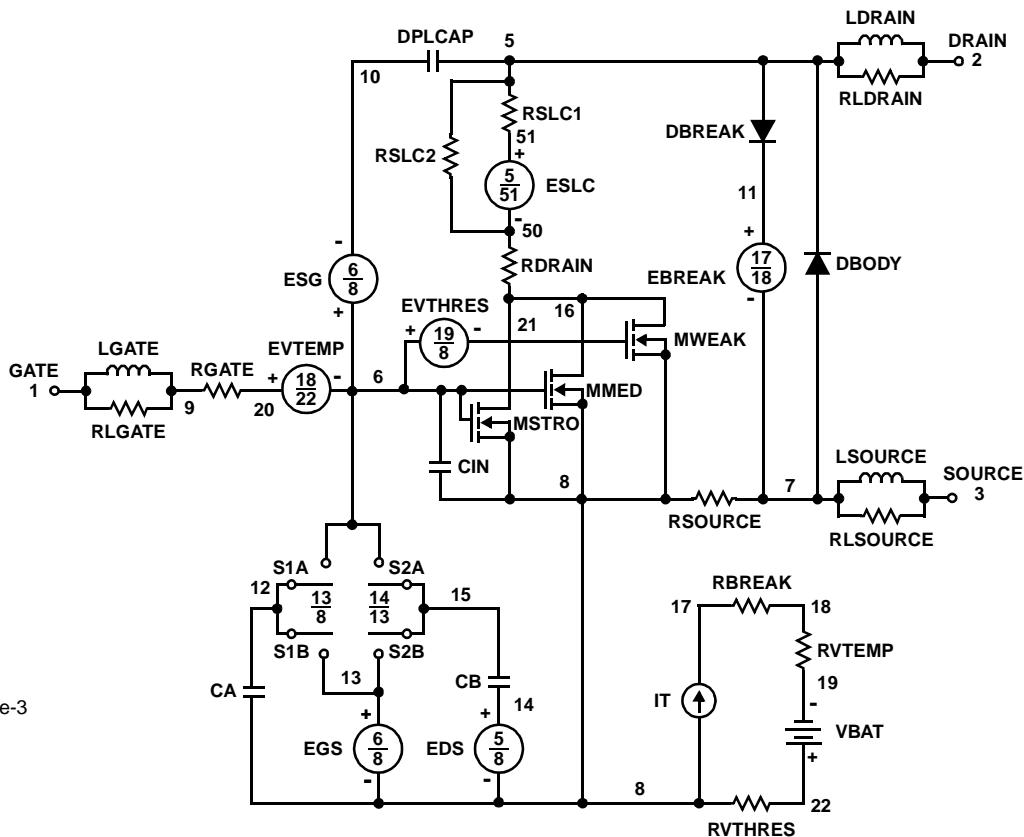 LDRAIN
DPLCAP 5 DRAIN
10 2
RLDRAIN
RSLC1
51 DBREAK
RSLC2 +
5
51 ESLC
11
-
50
- +
RDRAIN 17
18 DBODY
6
8 EBREAK
ESG EVTHRES 16 -
+ + 19
8 - 21
MWEAK
LGATE EVTEMP
GATE RGATE + 18
22 - 6 MMED
1 9 20
MSTRO
RLGATE
LSOURCE
CIN SOURCE
8 7 3
RSOURCE
RLSOURCE
S1A S2A
12 13
8 14
13 15 RBREAK
17 18
S1B S2B
RVTEMP
13 CB
CA 19
14 IT -
e-3 + +
VBAT
EGS 6
8 EDS 5
8
+
- - 8 22
RVTHRES